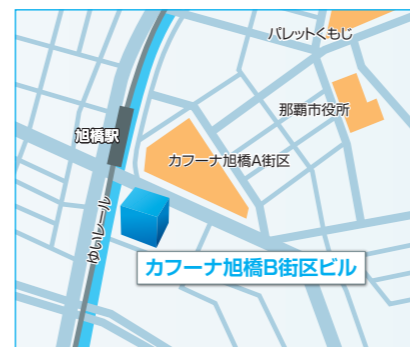 パレットくもじ
那覇市役所
旭橋駅
カフーナ旭橋A街区
ゆいレール
カフーナ旭橋B街区ビル